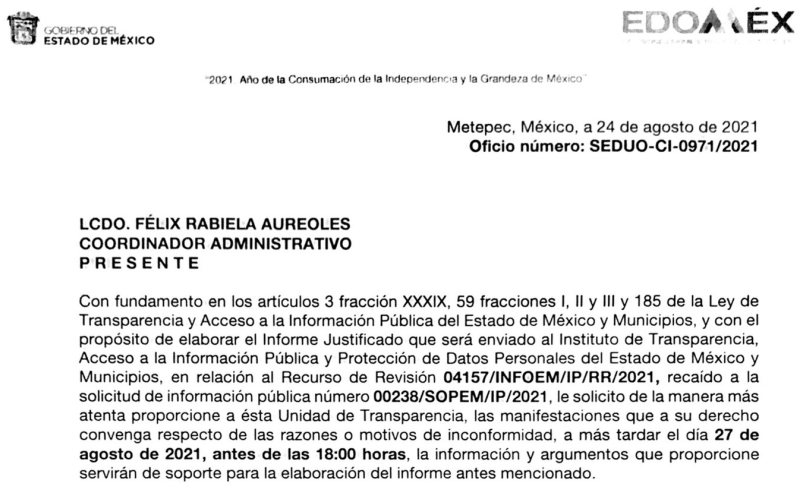 GOBIERNO DEL
ESTADO DE MÉXICO
EDOMÉX
"2021. Año de la Consumación de la Independencia y la Grandeza de México"
Metepec, México, a 24 de agosto de 2021
Oficio número: SEDUO-CI-0971/2021
LCDO. FÉLIX RABIELA AUREOLES
COORDINADOR ADMINISTRATIVO
P R E S E N T E
Con fundamento en los artículos 3 fracción XXXIX, 59 fracciones I, II y III y 185 de la Ley de
Transparencia y Acceso a la Información Pública del Estado de México y Municipios, y con el
propósito de elaborar el Informe Justificado que será enviado al Instituto de Transparencia,
Acceso a la Información Pública y Protección de Datos Personales del Estado de México y
Municipios, en relación al Recurso de Revisión 04157/INFOEM/IP/RR/2021, recaído a la
solicitud de información pública número 00238/SOPEM/IP/2021, le solicito de la manera más
atenta proporcione a ésta Unidad de Transparencia, las manifestaciones que a su derecho
convenga respecto de las razones o motivos de inconformidad, a más tardar el día 27 de
agosto de 2021, antes de las 18:00 horas, la información y argumentos que proporcione
servirán de soporte para la elaboración del informe antes mencionado.